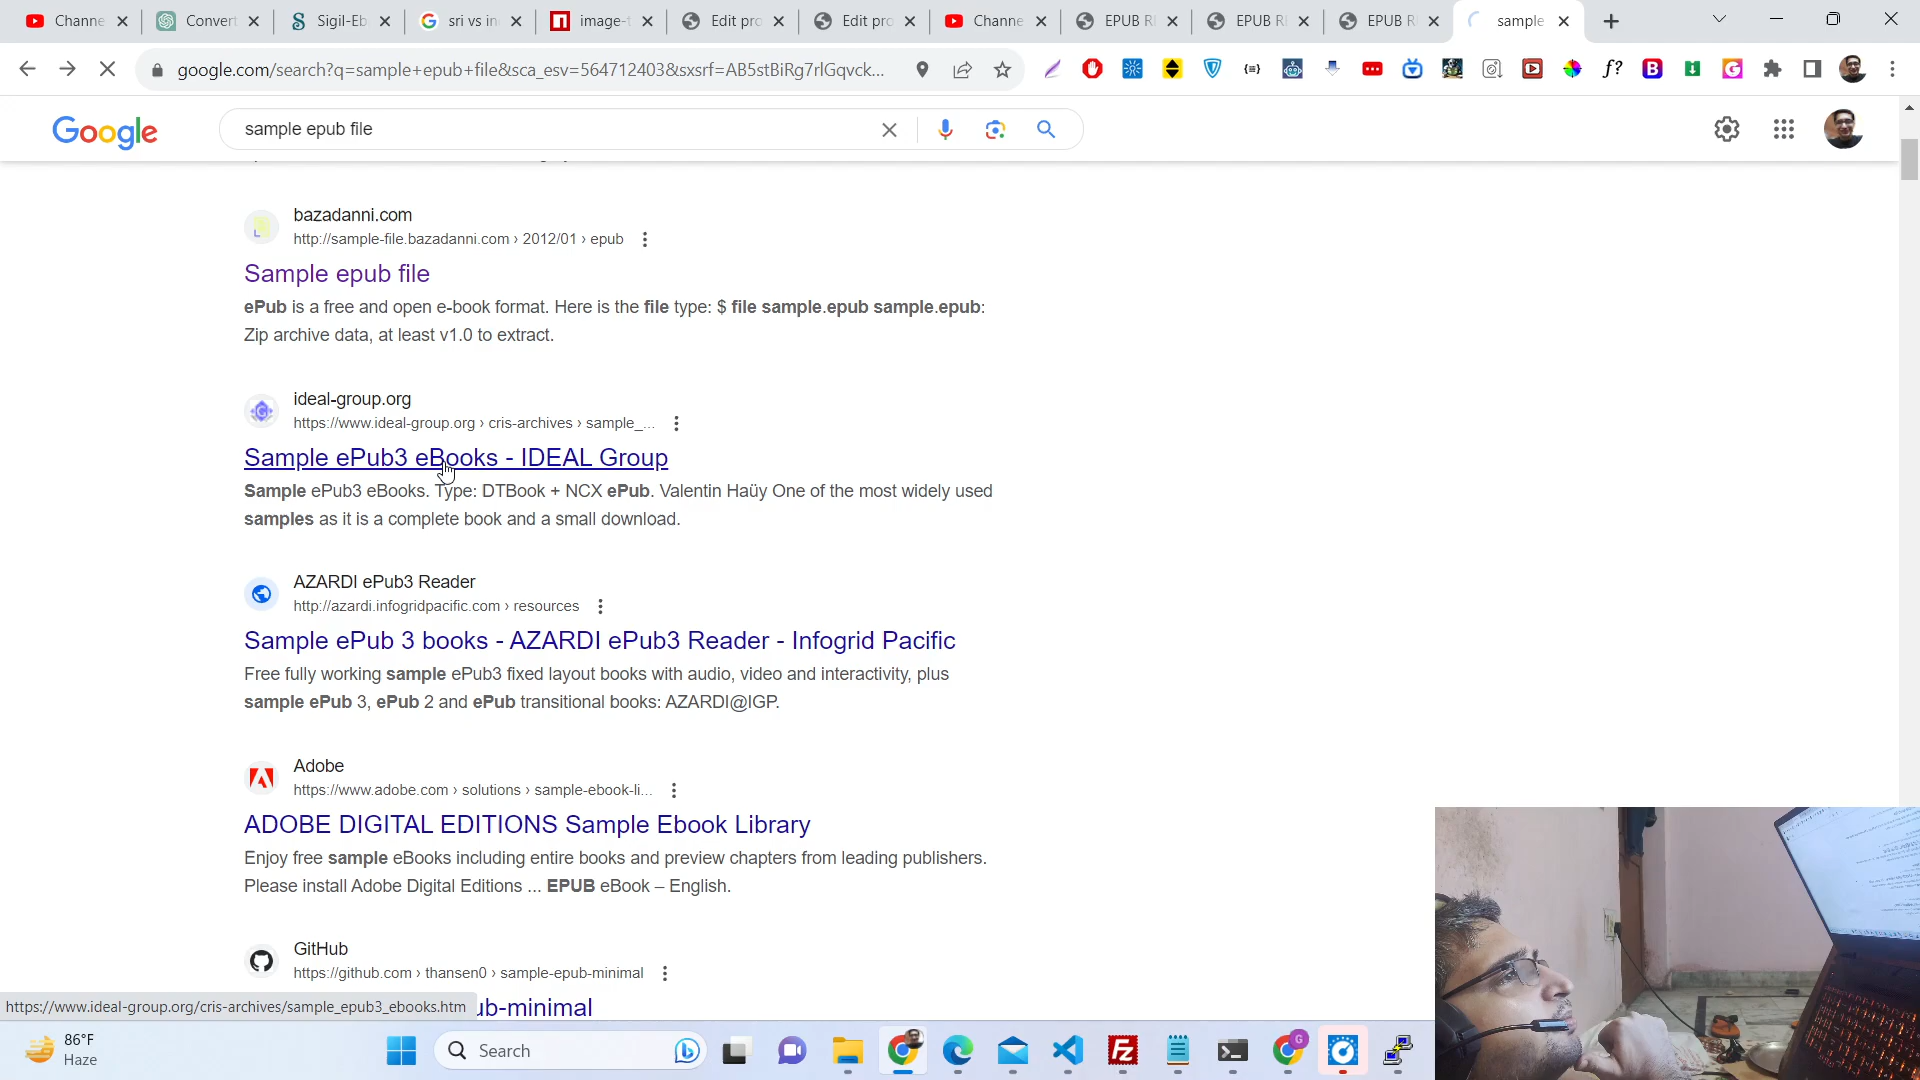 Channe
Convert
Sigil-Eb
sri vs in
image-t
Edit pro
Edit pro
Channe
EPUB R
EPUB R
EPUB R
sample
google.com/search?q=sample+epub+file&sca_esv=564712403&sxsrf=AB5stBiRg7rlGqvck...
Google
sample epub file
bazadanni.com
http://sample-file.bazadanni.com › 2012/01 › epub
Sample epub file
ePub is a free and open e-book format. Here is the file type: $ file sample.epub sample.epub:
Zip archive data, at least v1.0 to extract.
ideal-group.org
https://www.ideal-group.org › cris-archives › sample_...
Sample ePub3 eBooks - IDEAL Group
Sample ePub3 eBooks. Type: DTBook + NCX ePub. Valentin Haüy One of the most widely used
samples as it is a complete book and a small download.
AZARDI ePub3 Reader
http://azardi.infogridpacific.com › resources
Sample ePub 3 books - AZARDI ePub3 Reader - Infogrid Pacific
Free fully working sample ePub3 fixed layout books with audio, video and interactivity, plus
sample ePub 3, ePub 2 and ePub transitional books: AZARDI@IGP.
Adobe
https://www.adobe.com › solutions › sample-ebook-li...
ADOBE DIGITAL EDITIONS Sample Ebook Library
Enjoy free sample eBooks including entire books and preview chapters from leading publishers.
Please install Adobe Digital Editions ... EPUB eBook – English.
GitHub
https://github.com › thansen0 › sample-epub-minimal
ub-minimal
https://www.ideal-group.org/cris-archives/sample_epub3_ebooks.htm
86°F
Haze
Search